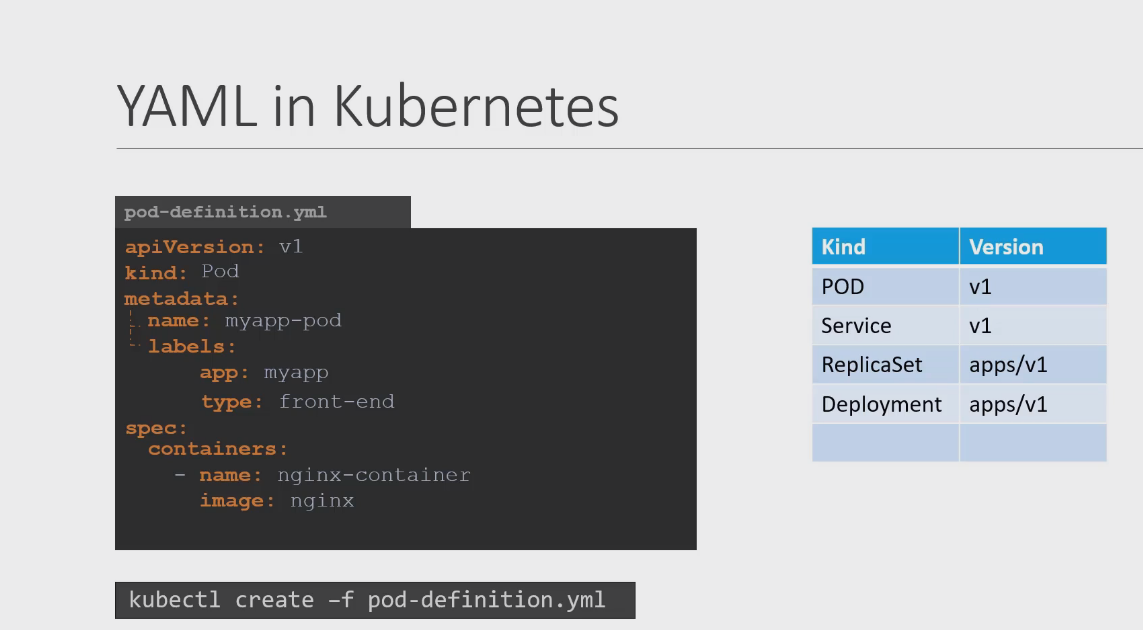 YAML in Kubernetes
pod-definition.yml
apiVersion: v1
kind: Pod
metadata:
name: myapp-pod
labels:
app: myapp
type: front-end
spec:
containers:
- name: nginx-container
image: nginx
Kind Version
POD v1
Service v1
ReplicaSet apps/v1
Deployment apps/v1
kubectl create –f pod-definition.yml